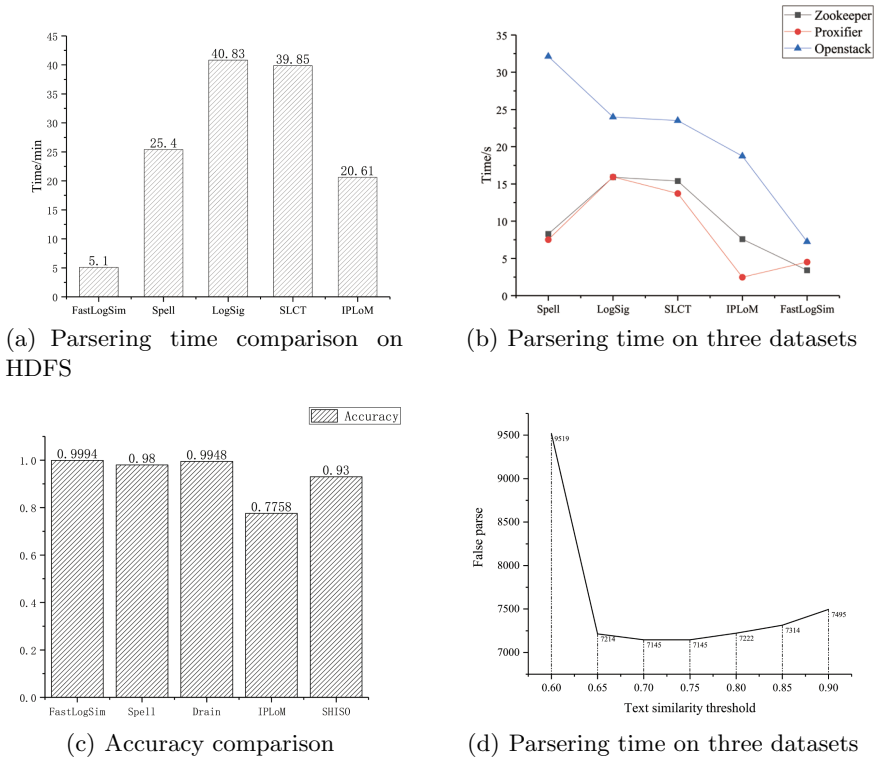 45
40
35
30
25
20
15
10
5
0
Time/min
5.1
25.4
40.83
39.85
20.61
FastLogSim Spell LogSig SLCT IPLoM
(a) Parsering time comparison on
HDFS
Zookeeper
Proxifier
Openstack
35
30
25
20
15
10
5
0
Time/s
Spell LogSig SLCT IPLoM FastLogSim
(b) Parsering time on three datasets
Accuracy
1.0
0.8
0.6
0.4
0.2
0.0
0.9994
0.98
0.9948
0.7758
0.93
FastLogSim Spell Drain IPLoM SHISO
(c) Accuracy comparison
9500
9000
8500
8000
7500
7000
False parse
9519
7214
7145
7145
7222
7314
7495
0.60 0.65 0.70 0.75 0.80 0.85 0.90
Text similarity threshold
(d) Parsering time on three datasets